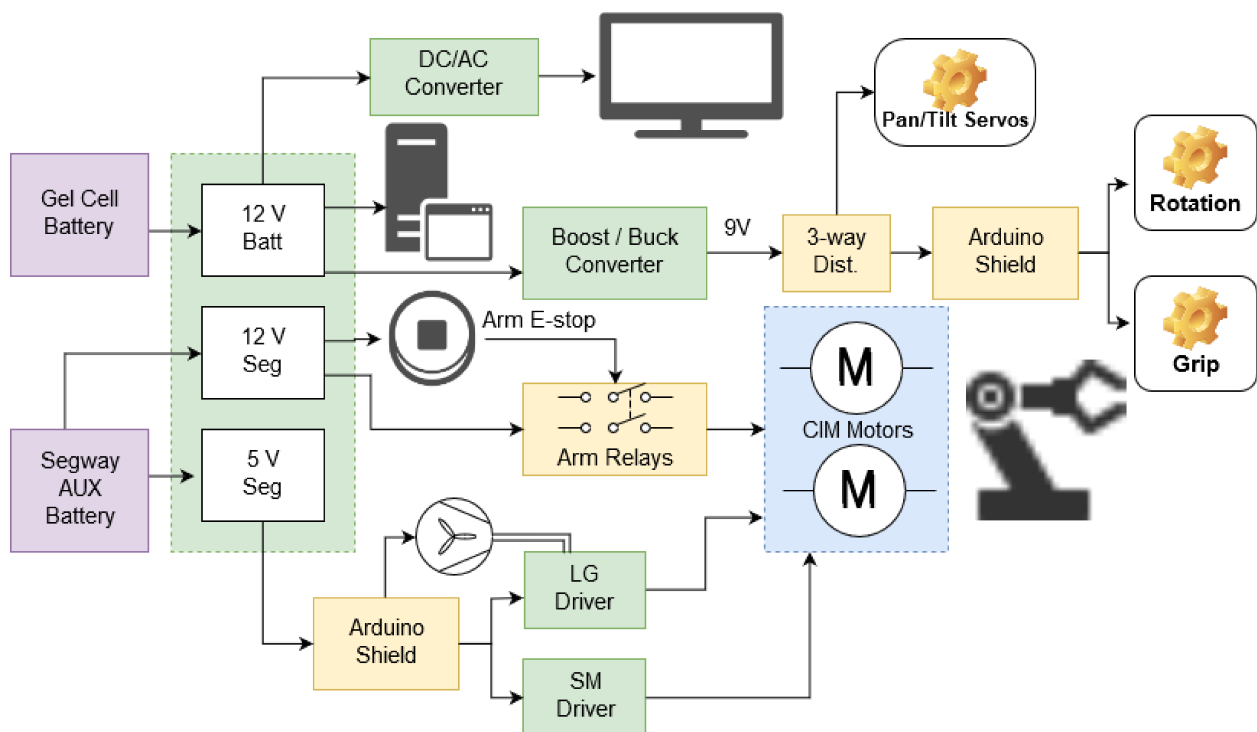 DC/AC
Converter
Pan/Tilt Servos
Gel Cell
Battery
12 V
Batt
Boost / Buck
Converter
9V
3-way
Dist.
Arduino
Shield
Rotation
12 V
Seg
Arm E-stop
Grip
Segway
AUX
Battery
5 V
Seg
Arm Relays
M
CIM Motors
M
LG
Driver
Arduino
Shield
SM
Driver